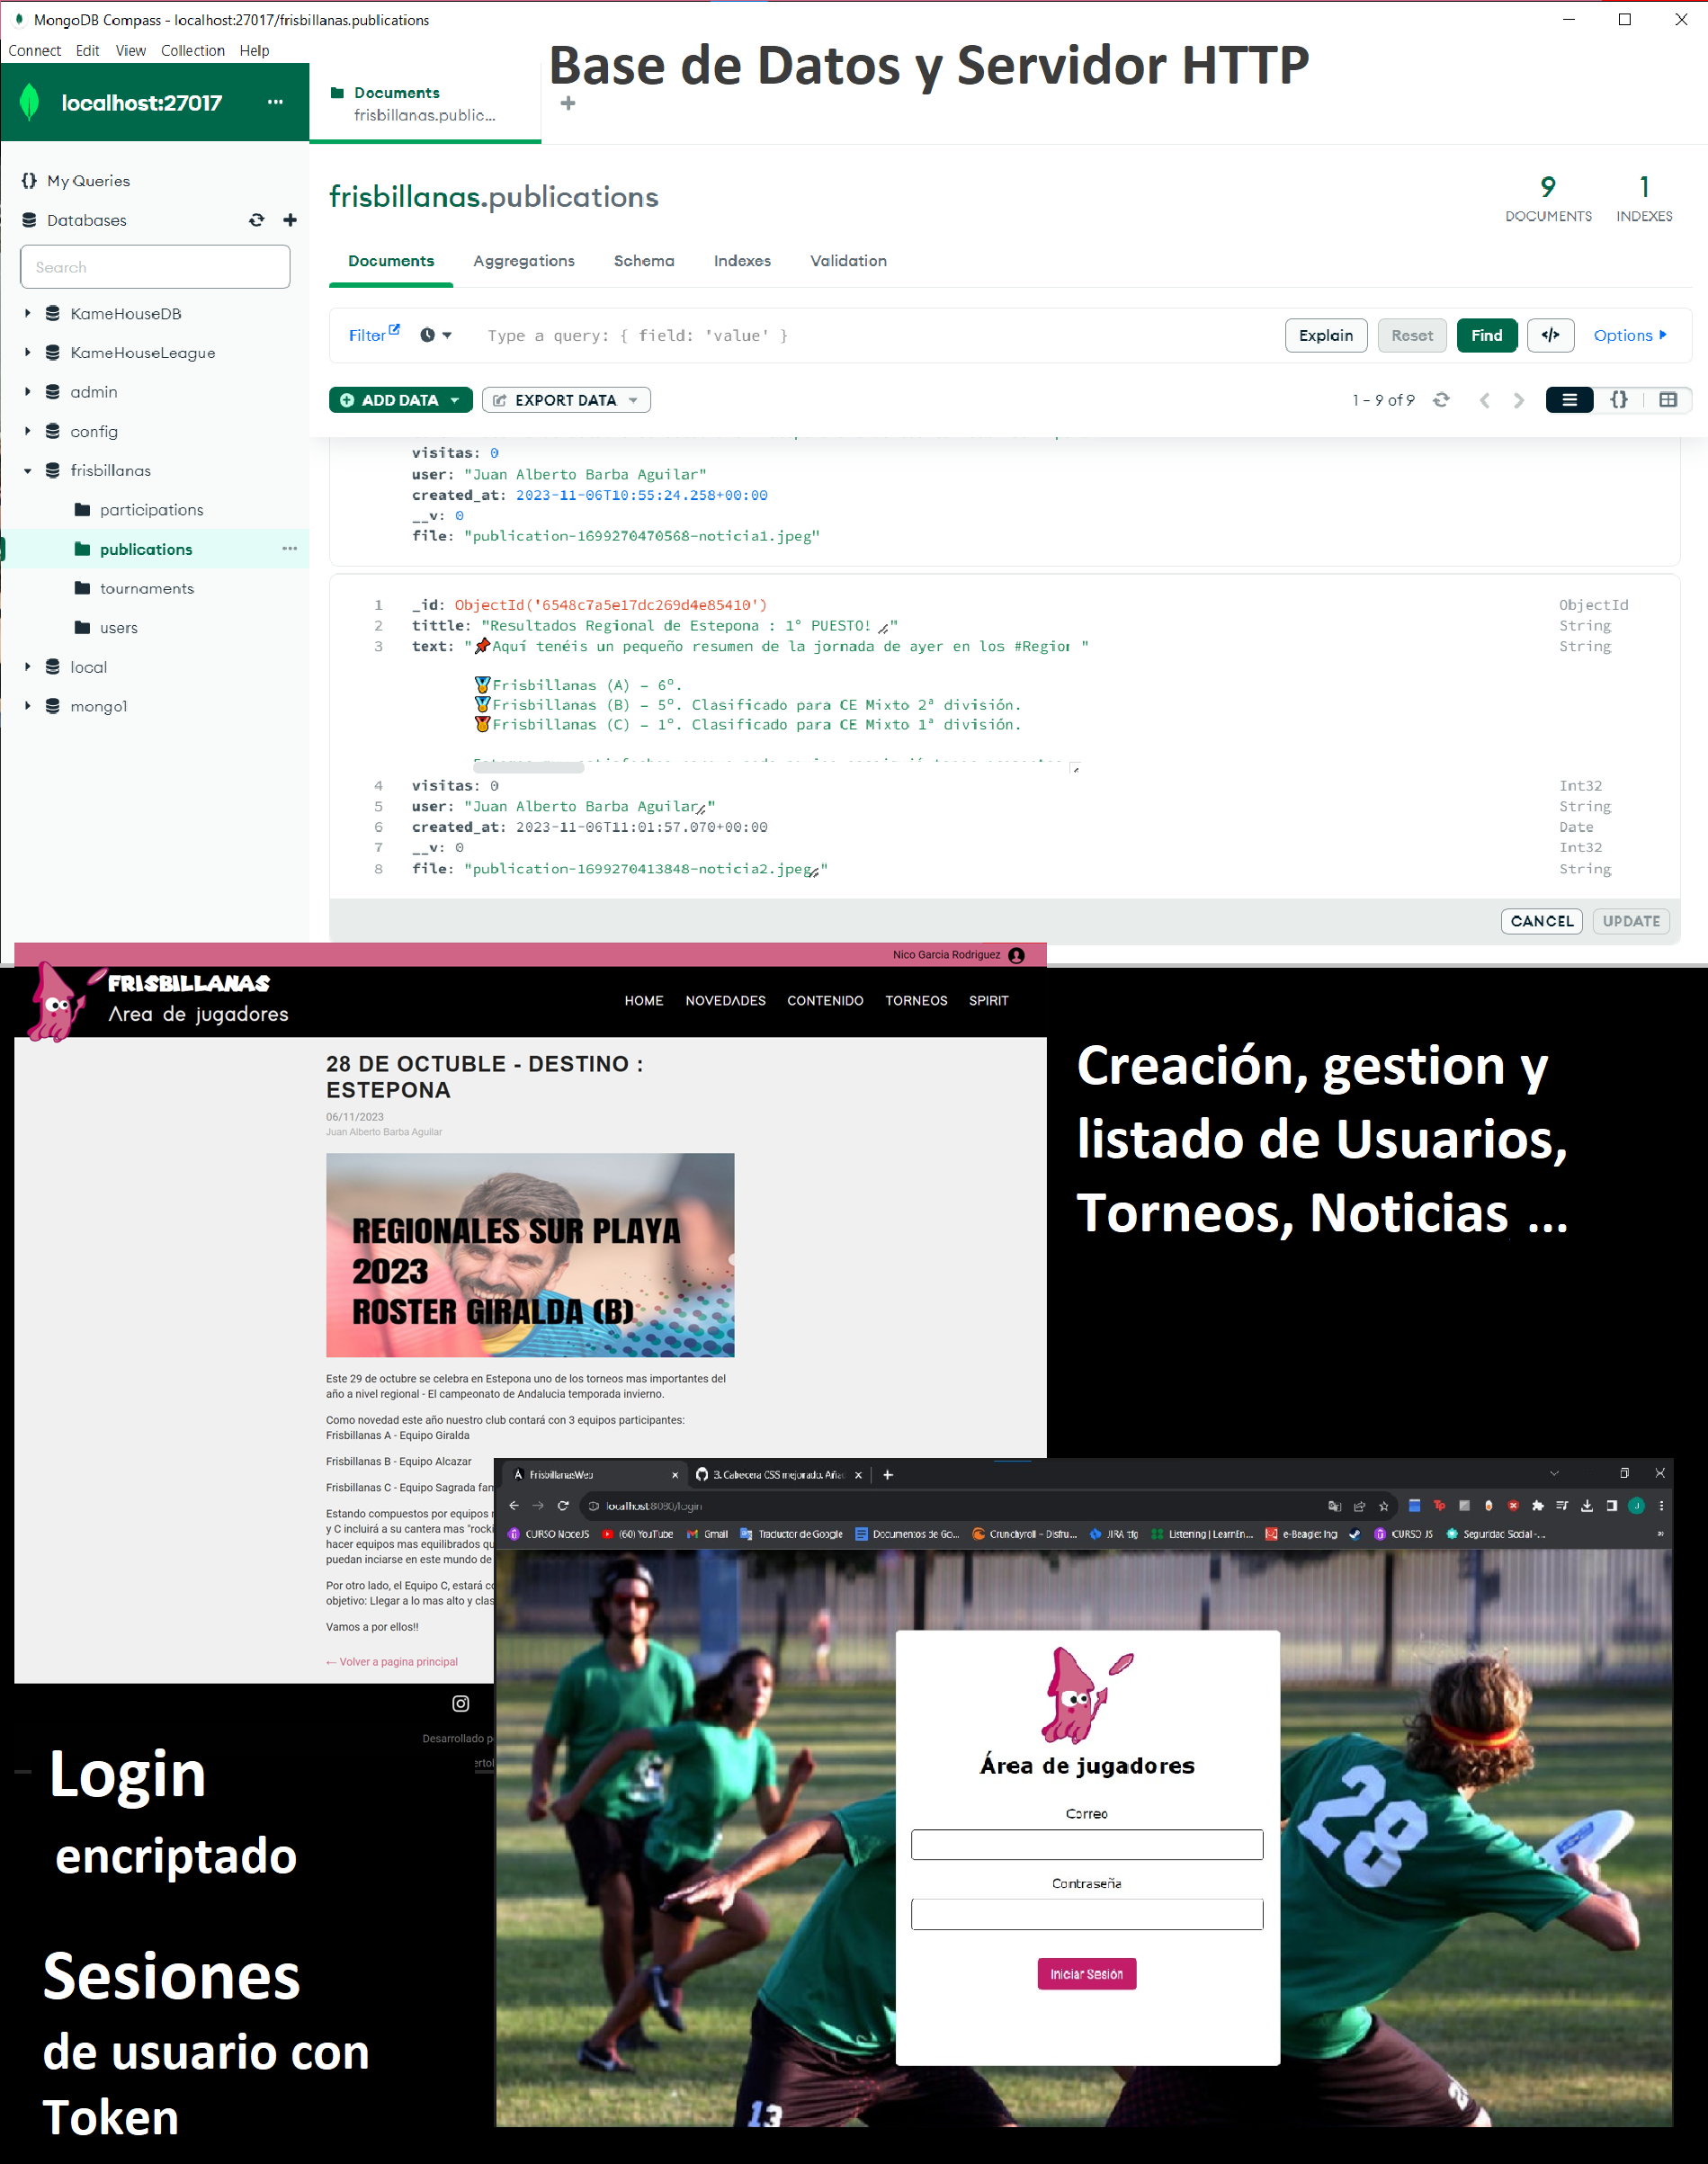 MongoDB Compass - localhost:27017/frisbillanas.publications
Connect Edit View Collection Help
Base de Datos y Servidor HTTP
localhost:27017 ...
Documents
frisbillanas.public...
+
My Queries
Databases
Search
KameHouseDB
KameHouseLeague
admin
config
frisbillanas
participations
publications ...
tournaments
users
local
mongo1
frisbillanas.publications
9
DOCUMENTS
1
INDEXES
Documents Aggregations Schema Indexes Validation
Filter Type a query: { field: 'value' }
Explain Reset Find </> Options
ADD DATA EXPORT DATA
1 – 9 of 9
visitas: 0
user: "Juan Alberto Barba Aguilar"
created_at: 2023-11-06T10:55:24.258+00:00
__v: 0
file: "publication-1699270470568-noticia1.jpeg"
1 _id: ObjectId('6548c7a5e17dc269d4e85410') ObjectId
2 tittle: "Resultados Regional de Estepona : 1º PUESTO! " String
3 text: "📌Aquí tenéis un pequeño resumen de la jornada de ayer en los #Region " String
🏅Frisbillanas (A) – 6º.
🏅Frisbillanas (B) – 5º. Clasificado para CE Mixto 2ª división.
🏅Frisbillanas (C) – 1º. Clasificado para CE Mixto 1ª división.
4 visitas: 0 Int32
5 user: "Juan Alberto Barba Aguilar" String
6 created_at: 2023-11-06T11:01:57.070+00:00 Date
7 __v: 0 Int32
8 file: "publication-1699270413848-noticia2.jpeg" String
CANCEL UPDATE
Nico Garcia Rodriguez
FRISBILLANAS
Area de jugadores
HOME NOVEDADES CONTENIDO TORNEOS SPIRIT
28 DE OCTUBLE - DESTINO :
ESTEPONA
06/11/2023
Juan Alberto Barba Aguilar
REGIONALES SUR PLAYA
2023
ROSTER GIRALDA (B)
Este 29 de octubre se celebra en Estepona uno de los torneos mas importantes del
año a nivel regional - El campeonato de Andalucia temporada invierno.
Como novedad este año nuestro club contará con 3 equipos participantes:
Frisbillanas A - Equipo Giralda
Frisbillanas B - Equipo Alcazar
Frisbillanas C - Equipo Sagrada fan
Estando compuestos por equipos
y C incluirá a su cantera mas "rocki
hacer equipos mas equilibrados qu
puedan inciarse en este mundo de
Por otro lado, el Equipo C, estará co
objetivo: Llegar a lo mas alto y clas
Vamos a por ellos!!
← Volver a pagina principal
Desarrollado p
ertol
Creación, gestion y
listado de Usuarios,
Torneos, Noticias ...
FrisbillanasWeb 3. Cabecera CSS mejorado. Añad
localhost:8080/login
CURSO NoceJS (60) YouTube Gmail Traductor de Google Documentos de Go... Crunchyroll – Disfru... JIRA tfg Listening | LearnEn... e-Beagle: Ing CURSO JS Seguridad Social -... »
Área de jugadores
Correo
Contraseña
Iniciar Sesión
28
13
Login
encriptado
Sesiones
de usuario con
Token